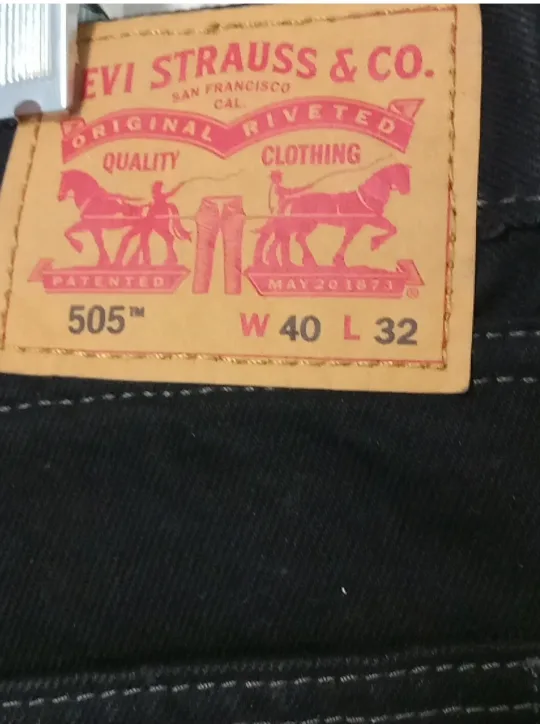 EVI STRAUSS & CO.
SAN FRANCISCO
CAL.
ORIGINAL RIVETED
QUALITY CLOTHING
PATENTED MAY 20 1873 ®
505™ W 40 L 32